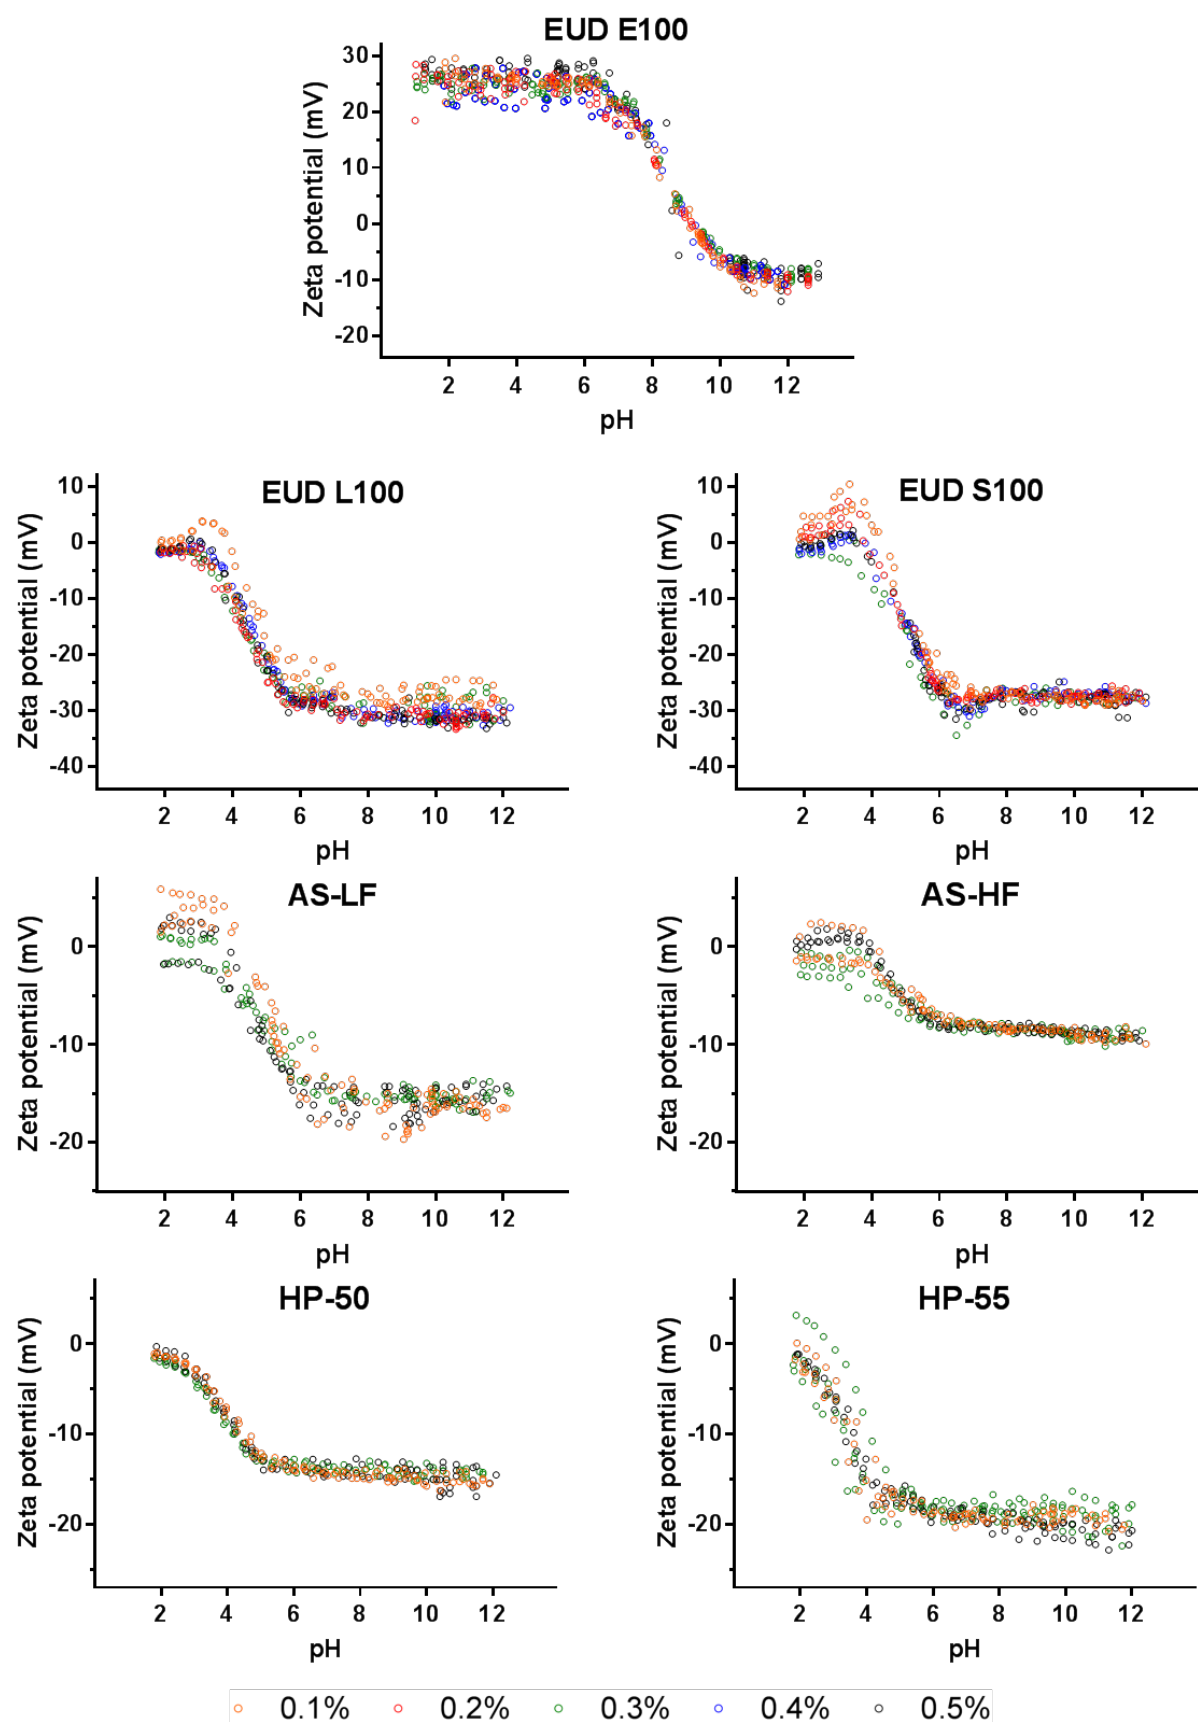 EUD E100
Zeta potential (mV)
30
20
10
0
-10
-20
2 4 6 8 10 12
pH
EUD L100
Zeta potential (mV)
10
0
-10
-20
-30
-40
2 4 6 8 10 12
pH
EUD S100
Zeta potential (mV)
10
0
-10
-20
-30
-40
2 4 6 8 10 12
pH
AS-LF
Zeta potential (mV)
0
-10
-20
2 4 6 8 10 12
pH
AS-HF
Zeta potential (mV)
0
-10
-20
2 4 6 8 10 12
pH
HP-50
Zeta potential (mV)
0
-10
-20
2 4 6 8 10 12
pH
HP-55
Zeta potential (mV)
0
-10
-20
2 4 6 8 10 12
pH
0.1% 0.2% 0.3% 0.4% 0.5%